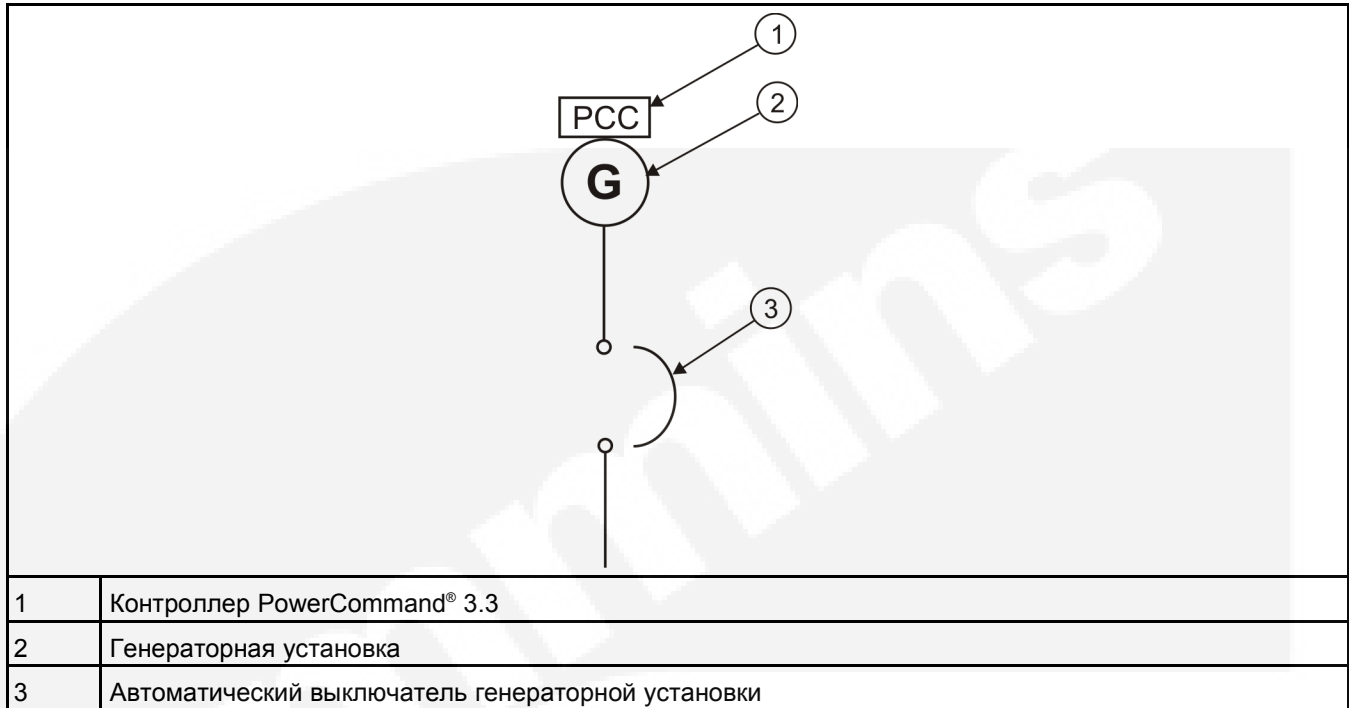 1
PCC
2
G
3
1 Контроллер PowerCommand® 3.3
2 Генераторная установка
3 Автоматический выключатель генераторной установки